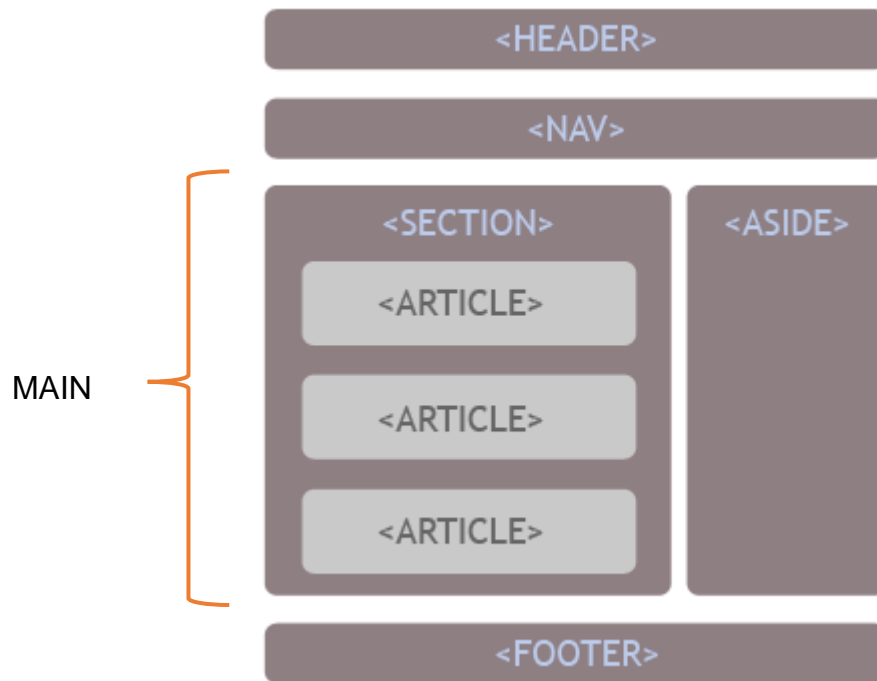 <HEADER>
<NAV>
<SECTION>
<ASIDE>
<ARTICLE>
MAIN
<ARTICLE>
<ARTICLE>
<FOOTER>